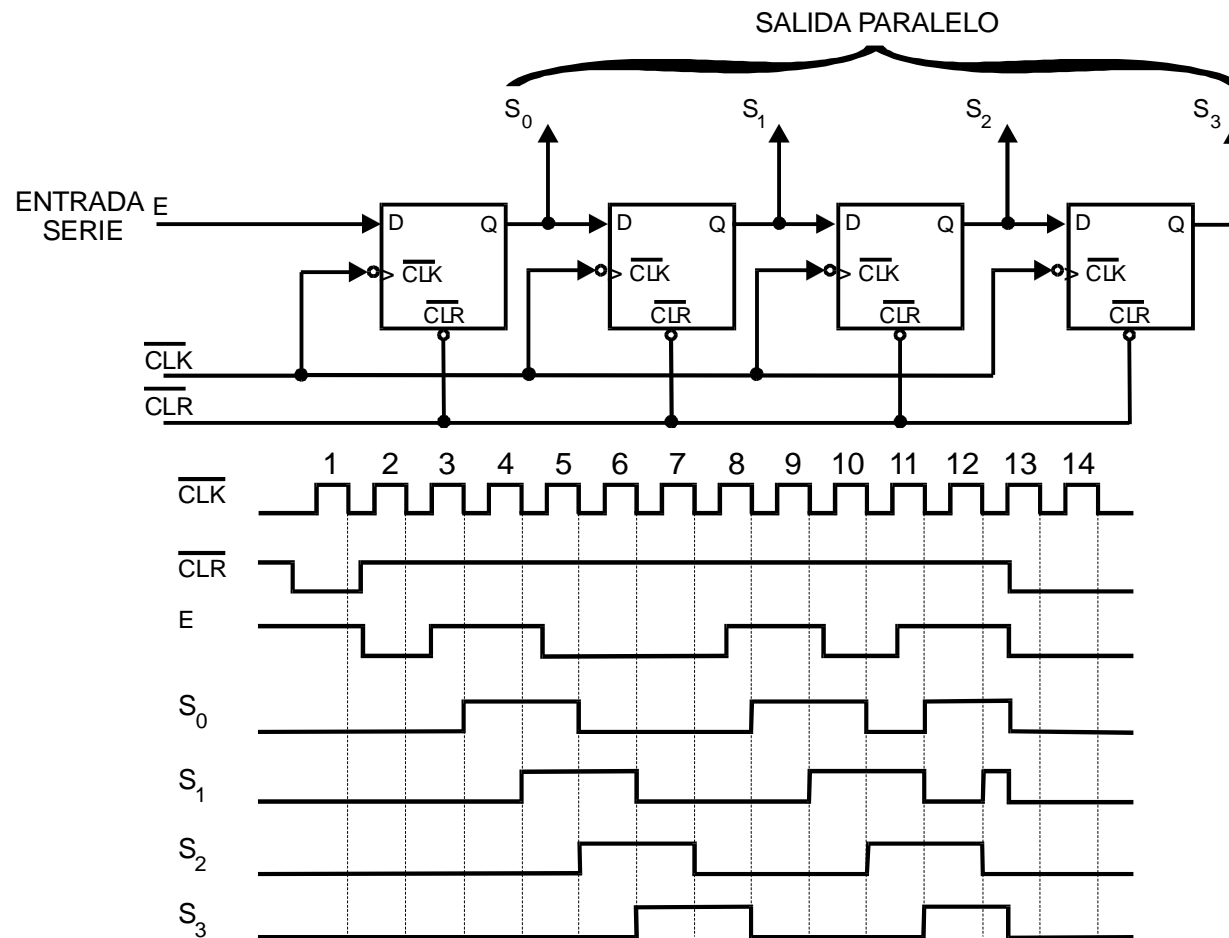 SALIDA PARALELO
S0 S1 S2 S3
ENTRADA SERIE E
D Q D Q D Q D Q
CLK CLK CLK CLK
CLR CLR CLR CLR
CLK
CLR
1 2 3 4 5 6 7 8 9 10 11 12 13 14
CLK
CLR
E
S0
S1
S2
S3